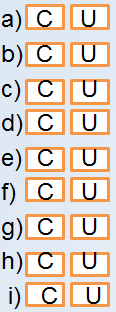 a) C U
b) C U
c) C U
d) C U
e) C U
f) C U
g) C U
h) C U
i) C U